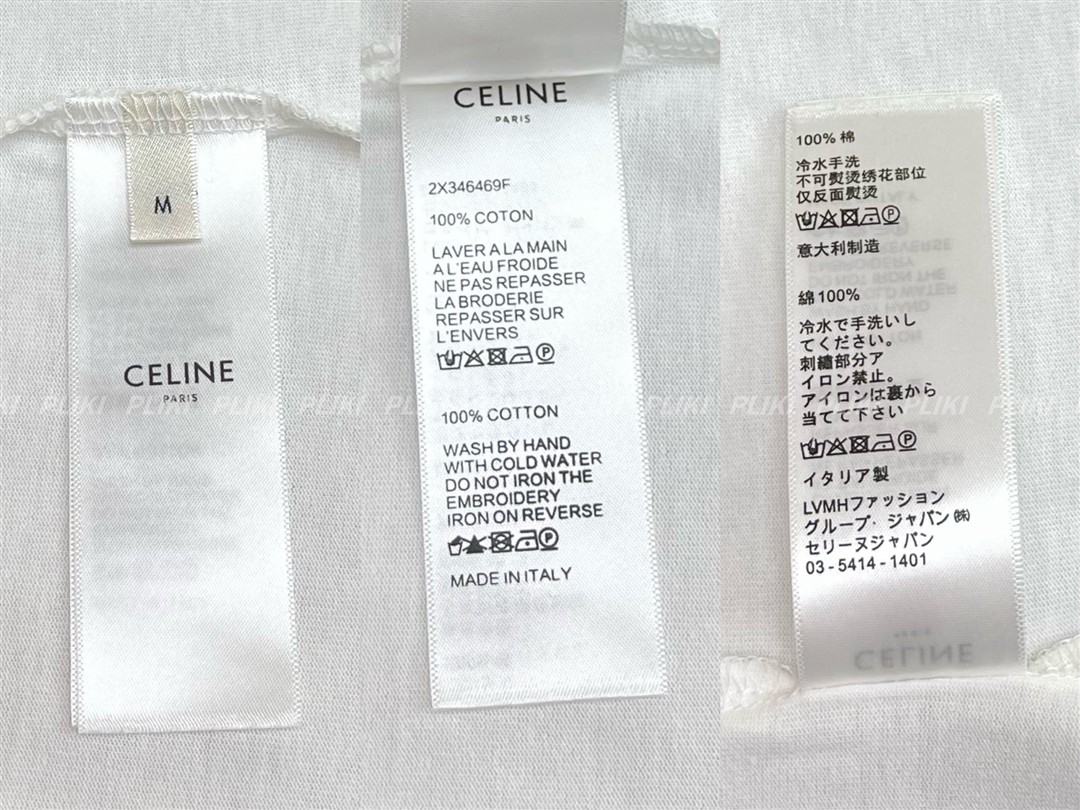 M
CELINE
PARIS
CELINE
PARIS
2X346469F
100% COTON
LAVER A LA MAIN
A L'EAU FROIDE
NE PAS REPASSER
LA BRODERIE
REPASSER SUR
L'ENVERS
100% COTTON
WASH BY HAND
WITH COLD WATER
DO NOT IRON THE
EMBROIDERY
IRON ON REVERSE
MADE IN ITALY
100% 棉
冷水手洗
不可熨烫绣花部位
仅反面熨烫
意大利制造
綿100%
冷水で手洗いし
てください。
刺繡部分ア
イロン禁止。
アイロンは裏から
当てて下さい
イタリア製
LVMHファッション
グループ・ジャパン㈱
セリーヌジャパン
03-5414-1401
PLIKI PLIKI PLIKI PLIKI PLIKI